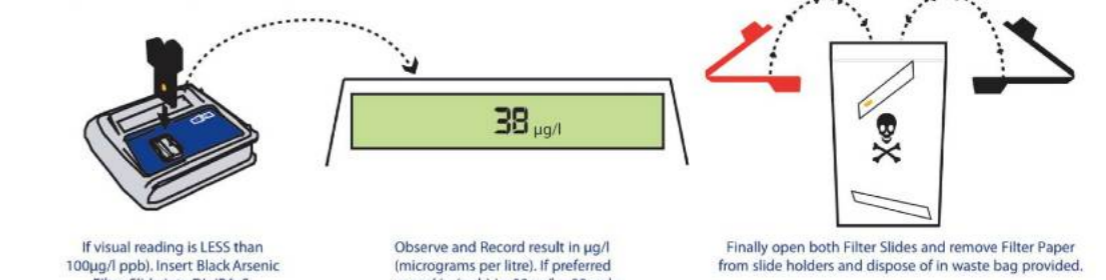 38 µg/l
If visual reading is LESS than
100µg/l ppb). Insert Black Arsenic
Observe and Record result in µg/l
(micrograms per litre). If preferred
Finally open both Filter Slides and remove Filter Paper
from slide holders and dispose of in waste bag provided.